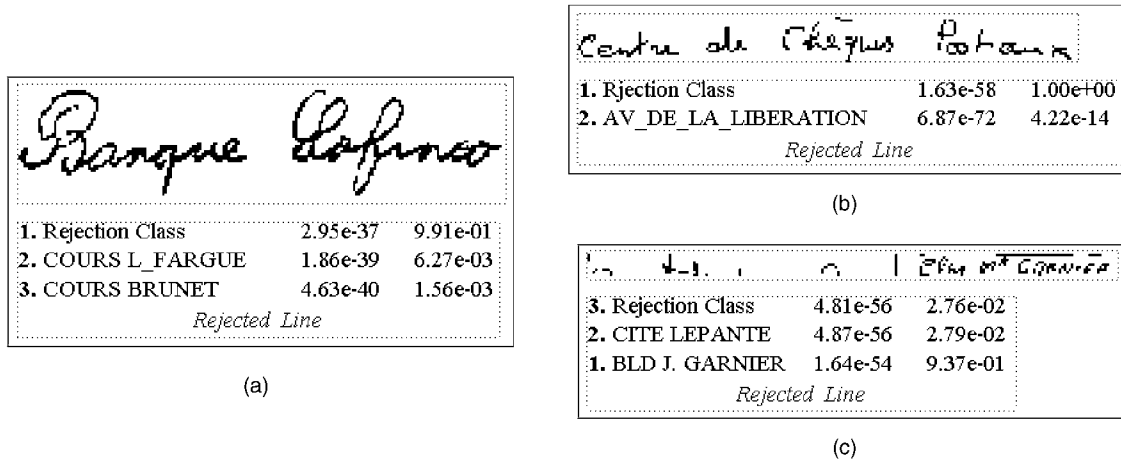 Banque Cofinco
1. Rejection Class 2.95e-37 9.91e-01
2. COURS L_FARGUE 1.86e-39 6.27e-03
3. COURS BRUNET 4.63e-40 1.56e-03
Rejected Line
(a)
Centre de Chèques Postaux
1. Rjection Class 1.63e-58 1.00e+00
2. AV_DE_LA_LIBERATION 6.87e-72 4.22e-14
Rejected Line
(b)
GARNIER
3. Rejection Class 4.81e-56 2.76e-02
2. CITE LEPANTE 4.87e-56 2.79e-02
1. BLD J. GARNIER 1.64e-54 9.37e-01
Rejected Line
(c)